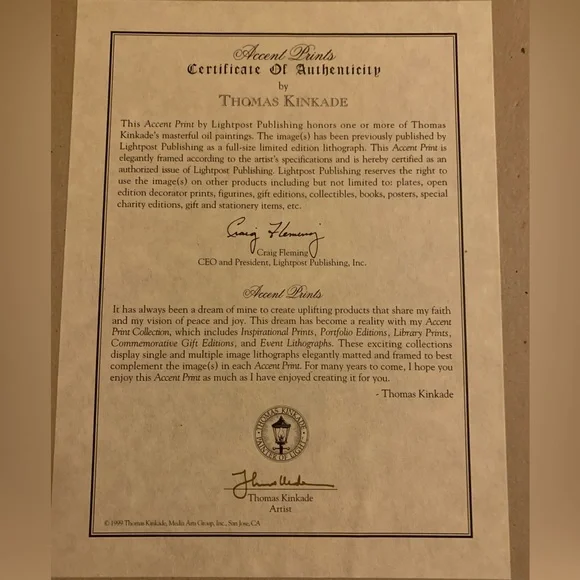 Accent Prints
Certificate Of Authenticity
by
THOMAS KINKADE
This Accent Print by Lightpost Publishing honors one or more of Thomas
Kinkade's masterful oil paintings. The image(s) has been previously published by
Lightpost Publishing as a full-size limited edition lithograph. This Accent Print is
elegantly framed according to the artist's specifications and is hereby certified as an
authorized issue of Lightpost Publishing. Lightpost Publishing reserves the right to
use the image(s) on other products including but not limited to: plates, open
edition decorator prints, figurines, gift editions, collectibles, books, posters, special
charity editions, gift and stationery items, etc.
Craig Fleming
Craig Fleming
CEO and President, Lightpost Publishing, Inc.
Accent Prints
It has always been a dream of mine to create uplifting products that share my faith
and my vision of peace and joy. This dream has become a reality with my Accent
Print Collection, which includes Inspirational Prints, Portfolio Editions, Library Prints,
Commemorative Gift Editions, and Event Lithographs. These exciting collections
display single and multiple image lithographs elegantly matted and framed to best
complement the image(s) in each Accent Print. For many years to come, I hope you
enjoy this Accent Print as much as I have enjoyed creating it for you.
- Thomas Kinkade
THOMAS KINKADE
PAINTER OF LIGHT
Thomas Kinkade
Artist
© 1999 Thomas Kinkade, Media Arts Group, Inc., San Jose, CA